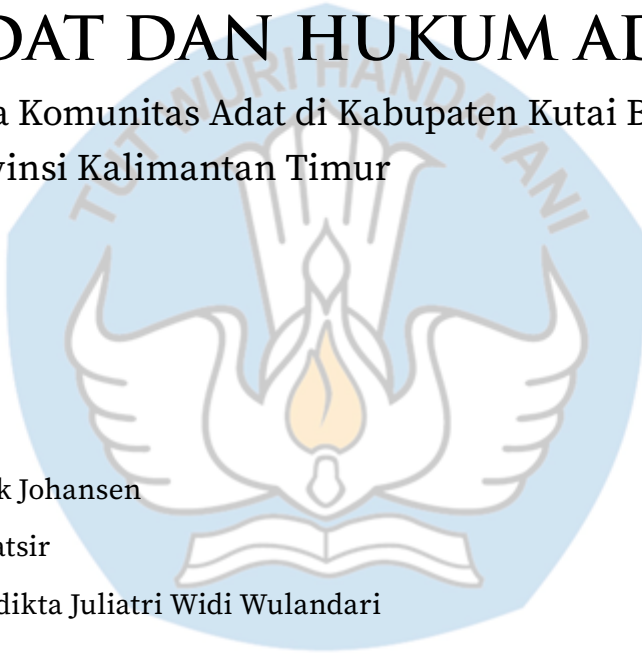 DAT DAN HUKUM AD
a Komunitas Adat di Kabupaten Kutai B
vinsi Kalimantan Timur
TUT WURI HANDAYANI
k Johansen
atsir
dikta Juliatri Widi Wulandari